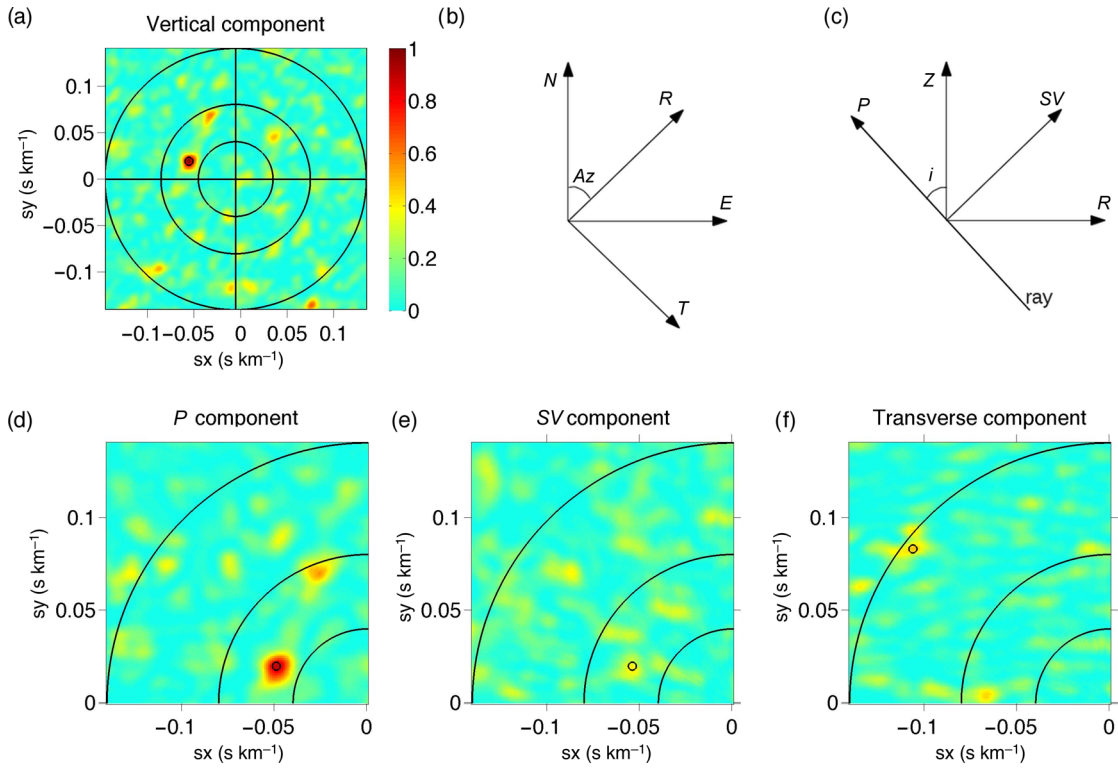 (a)
Vertical component
0.1
0.05
0
−0.05
−0.1
sy (s km⁻¹)
−0.1
−0.05
0
0.05
0.1
sx (s km⁻¹)
1
0.8
0.6
0.4
0.2
0
(b)
N
R
Az
E
T
(c)
Z
P
SV
i
R
ray
(d)
P component
0.1
0.05
0
sy (s km⁻¹)
−0.1
−0.05
0
sx (s km⁻¹)
(e)
SV component
0.1
0.05
0
sy (s km⁻¹)
−0.1
−0.05
0
sx (s km⁻¹)
(f)
Transverse component
0.1
0.05
0
sy (s km⁻¹)
−0.1
−0.05
0
sx (s km⁻¹)